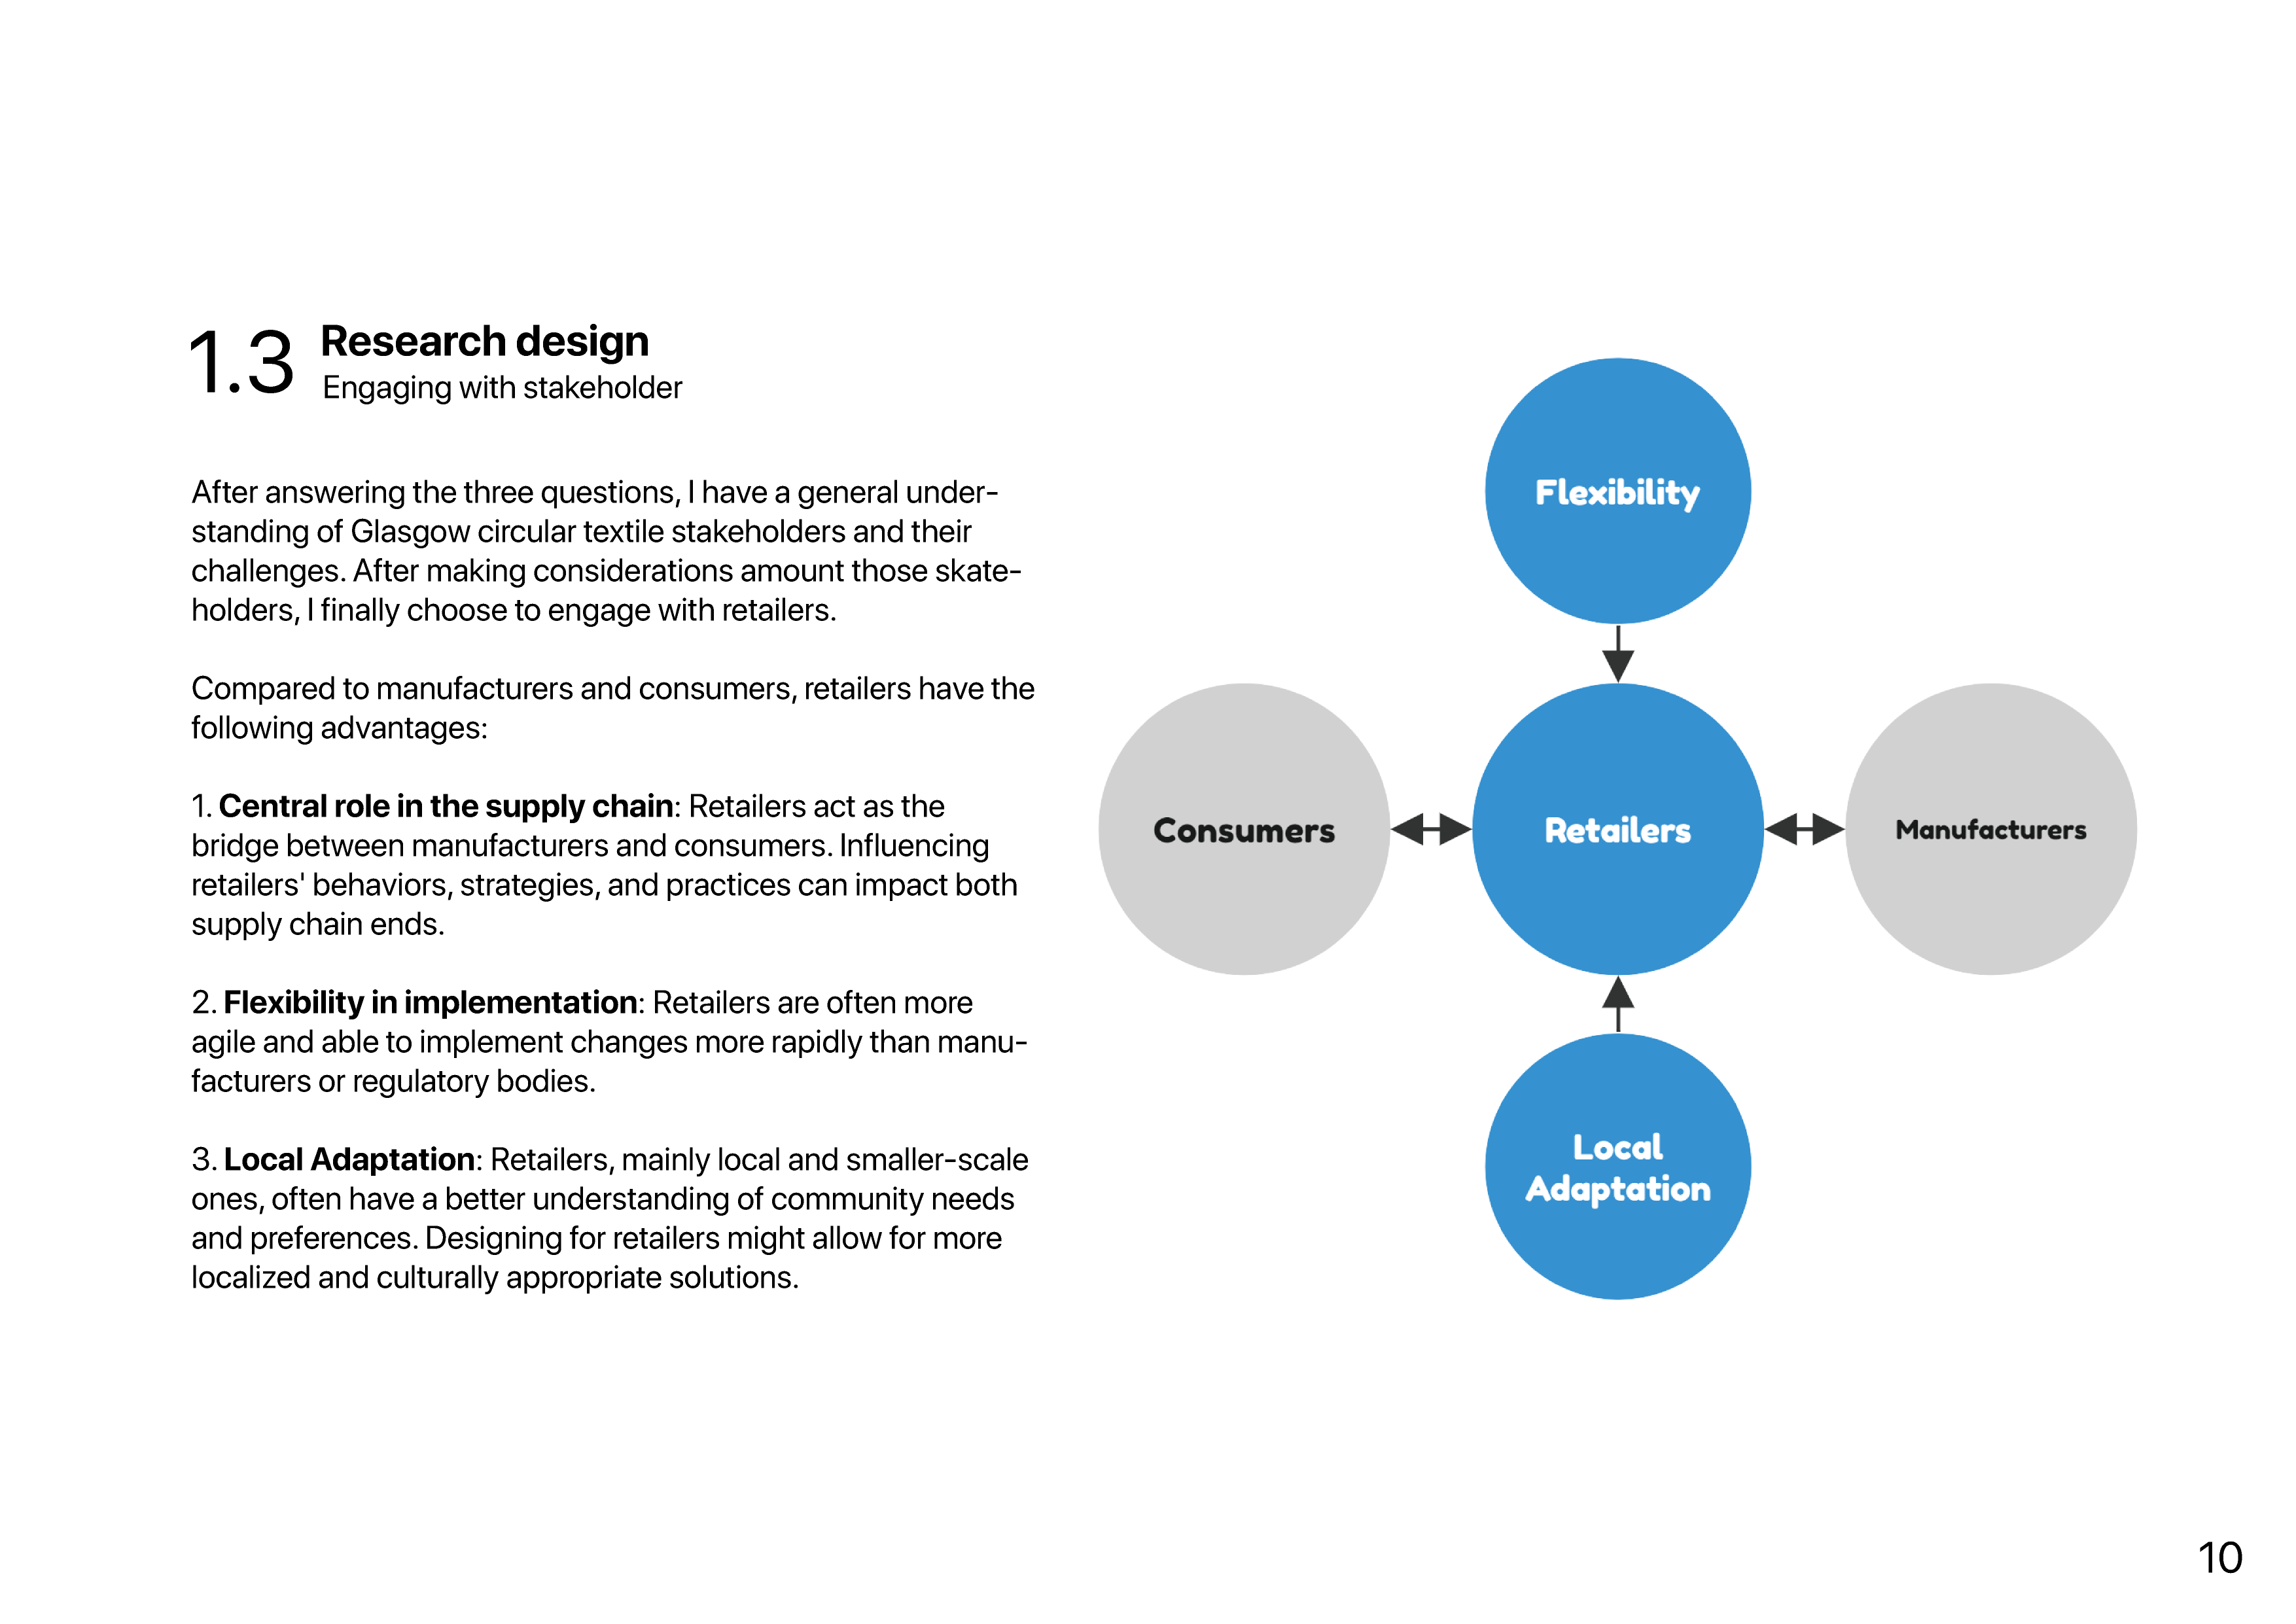 1.3 Research design
Engaging with stakeholder
After answering the three questions, I have a general under-
standing of Glasgow circular textile stakeholders and their
challenges. After making considerations amount those skate-
holders, I finally choose to engage with retailers.
Compared to manufacturers and consumers, retailers have the
following advantages:
1. Central role in the supply chain: Retailers act as the
bridge between manufacturers and consumers. Influencing
retailers' behaviors, strategies, and practices can impact both
supply chain ends.
2. Flexibility in implementation: Retailers are often more
agile and able to implement changes more rapidly than manu-
facturers or regulatory bodies.
3. Local Adaptation: Retailers, mainly local and smaller-scale
ones, often have a better understanding of community needs
and preferences. Designing for retailers might allow for more
localized and culturally appropriate solutions.
Flexibility
Consumers
Retailers
Manufacturers
Local
Adaptation
10